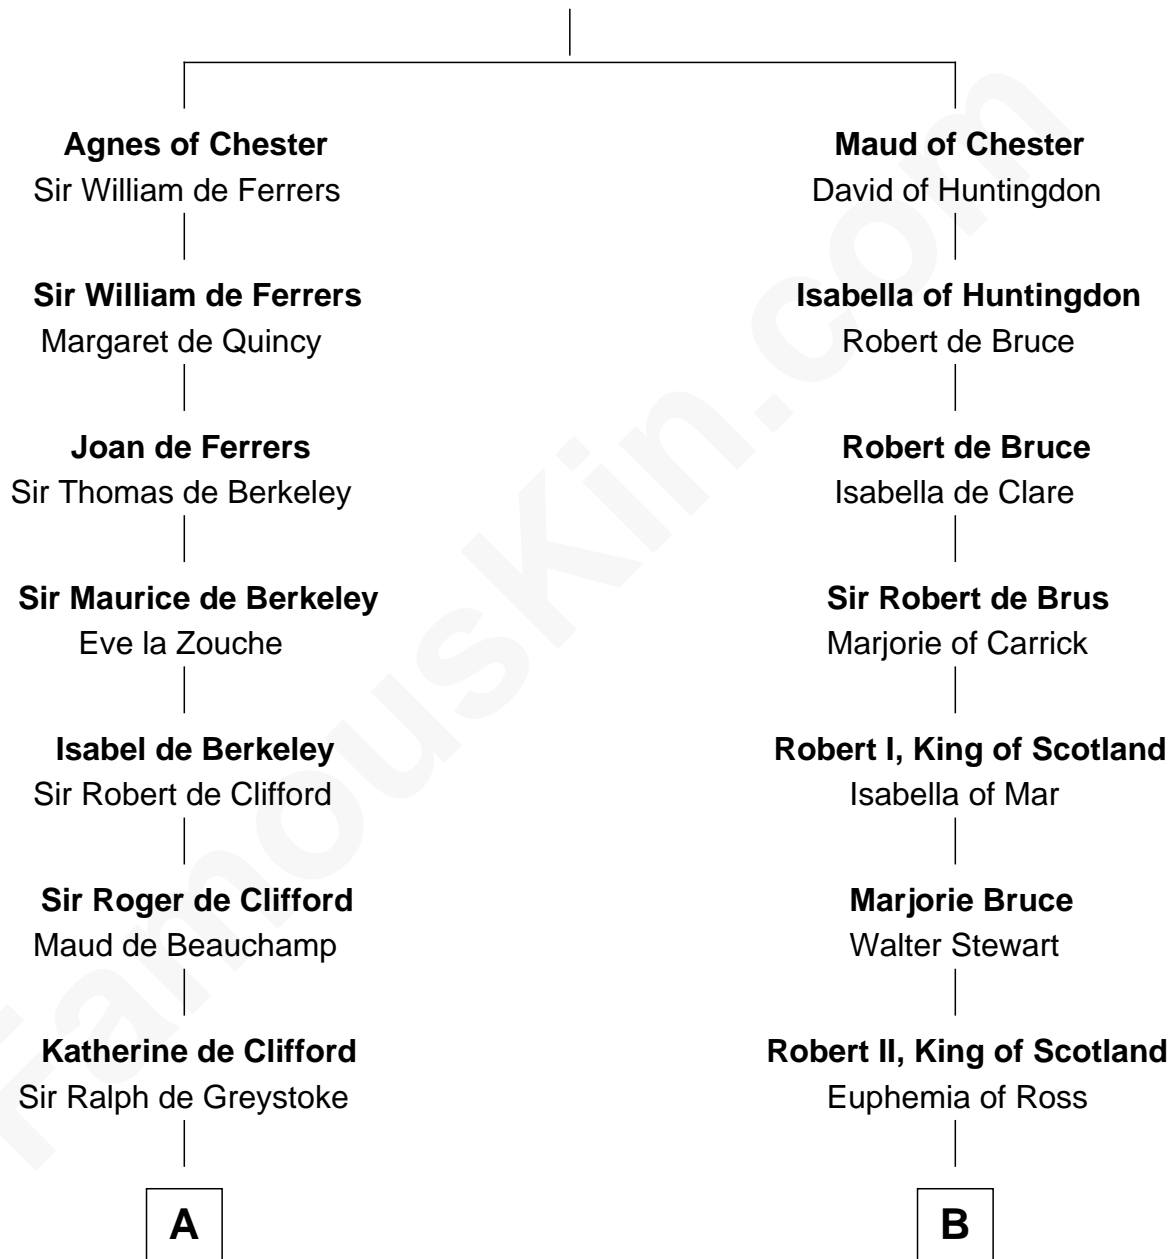 Agnes of Chester
Sir William de Ferrers
Maud of Chester
David of Huntingdon
Sir William de Ferrers
Margaret de Quincy
Isabella of Huntingdon
Robert de Bruce
Joan de Ferrers
Sir Thomas de Berkeley
Robert de Bruce
Isabella de Clare
Sir Maurice de Berkeley
Eve la Zouche
Sir Robert de Brus
Marjorie of Carrick
Isabel de Berkeley
Sir Robert de Clifford
Robert I, King of Scotland
Isabella of Mar
Sir Roger de Clifford
Maud de Beauchamp
Marjorie Bruce
Walter Stewart
Katherine de Clifford
Sir Ralph de Greystoke
Robert II, King of Scotland
Euphemia of Ross
A
B
FamousKin.com